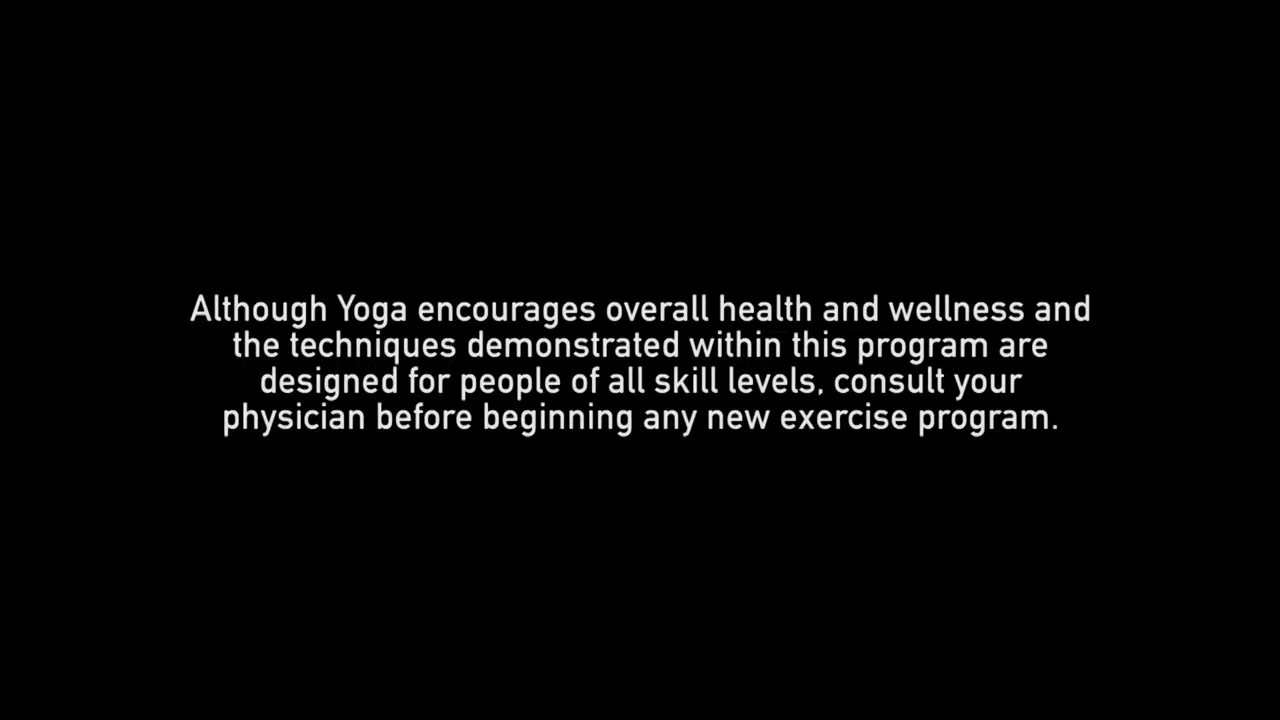 Although Yoga encourages overall health and wellness and
the techniques demonstrated within this program are
designed for people of all skill levels, consult your
physician before beginning any new exercise program.